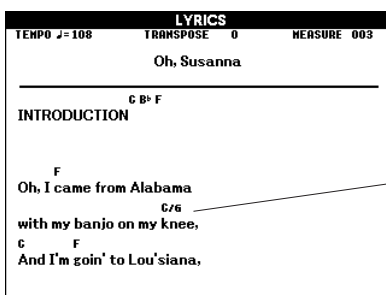 LYRICS
TEMPO ♩=108 TRANSPOSE 0 MEASURE 003
Oh, Susanna
C B♭ F
INTRODUCTION
F
Oh, I came from Alabama
C/G
with my banjo on my knee,
C F
And I'm goin' to Lou'siana,